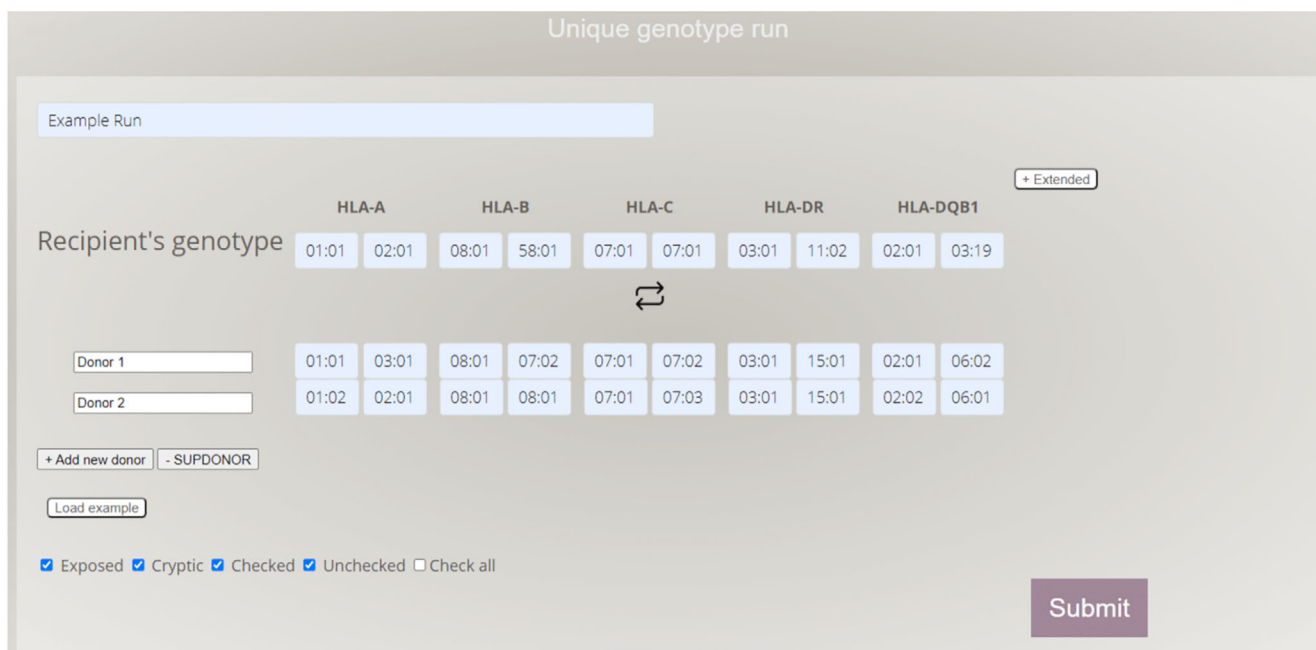 Unique genotype run
Example Run
+ Extended
HLA-A HLA-B HLA-C HLA-DR HLA-DQB1
Recipient's genotype 01:01 02:01 08:01 58:01 07:01 07:01 03:01 11:02 02:01 03:19
Donor 1 01:01 03:01 08:01 07:02 07:01 07:02 03:01 15:01 02:01 06:02
Donor 2 01:02 02:01 08:01 08:01 07:01 07:03 03:01 15:01 02:02 06:01
+ Add new donor - SUPDONOR
Load example
Exposed Cryptic Checked Unchecked Check all
Submit